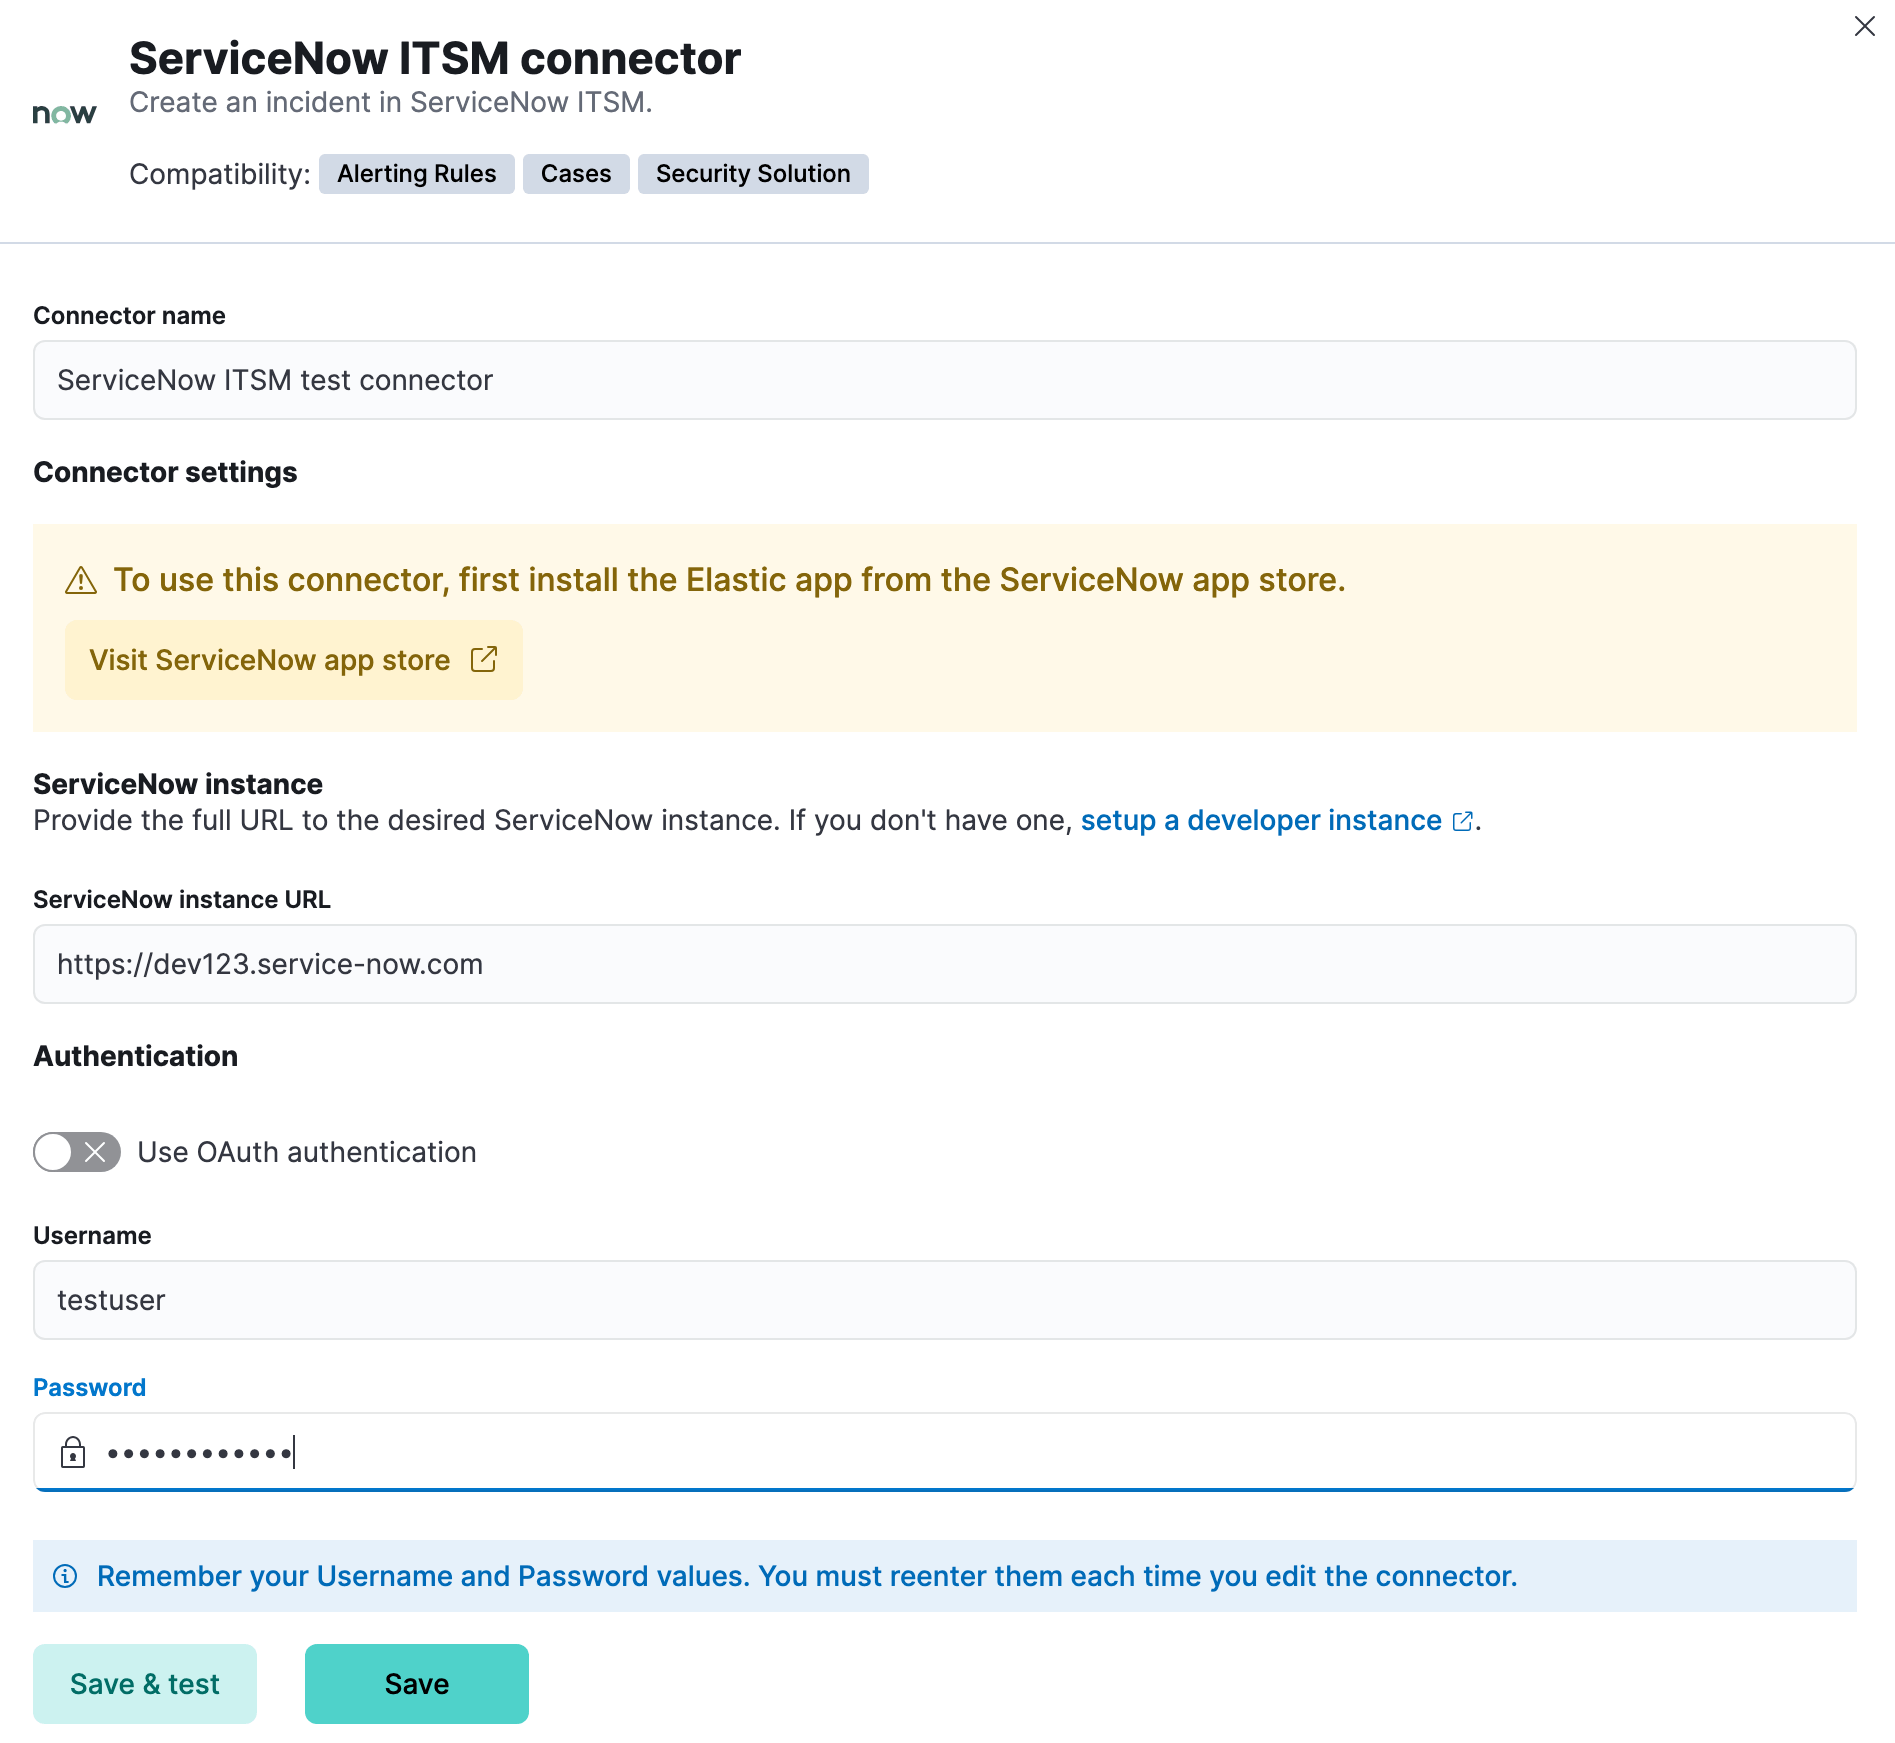 ServiceNow ITSM connector
now
Create an incident in ServiceNow ITSM.
Compatibility: Alerting Rules Cases Security Solution
Connector name
ServiceNow ITSM test connector
Connector settings
To use this connector, first install the Elastic app from the ServiceNow app store.
Visit ServiceNow app store
ServiceNow instance
Provide the full URL to the desired ServiceNow instance. If you don't have one, setup a developer instance .
ServiceNow instance URL
https://dev123.service-now.com
Authentication
Use OAuth authentication
Username
testuser
Password
••••••••••••
Remember your Username and Password values. You must reenter them each time you edit the connector.
Save & test Save